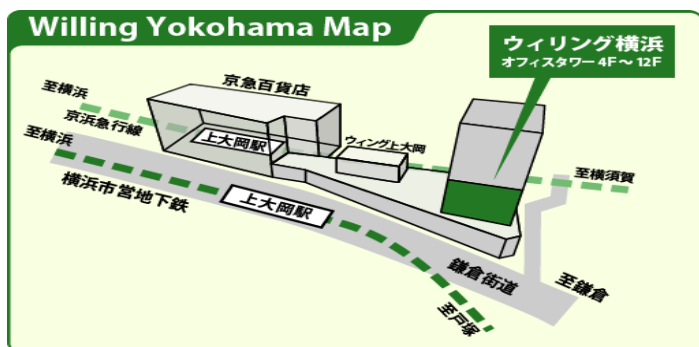 Willing Yokohama Map
ウィリング横浜
オフィスタワー 4F〜12F
京急百貨店
至横浜
京浜急行線
上大岡駅
ウィング上大岡
至横浜
至横須賀
横浜市営地下鉄
上大岡駅
鎌倉街道
至鎌倉
至戸塚